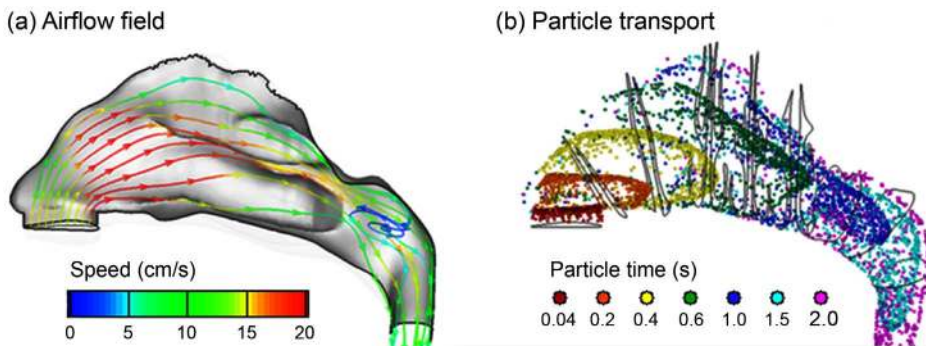 (a) Airflow field
(b) Particle transport
Speed (cm/s)
0 5 10 15 20
Particle time (s)
0.04 0.2 0.4 0.6 1.0 1.5 2.0